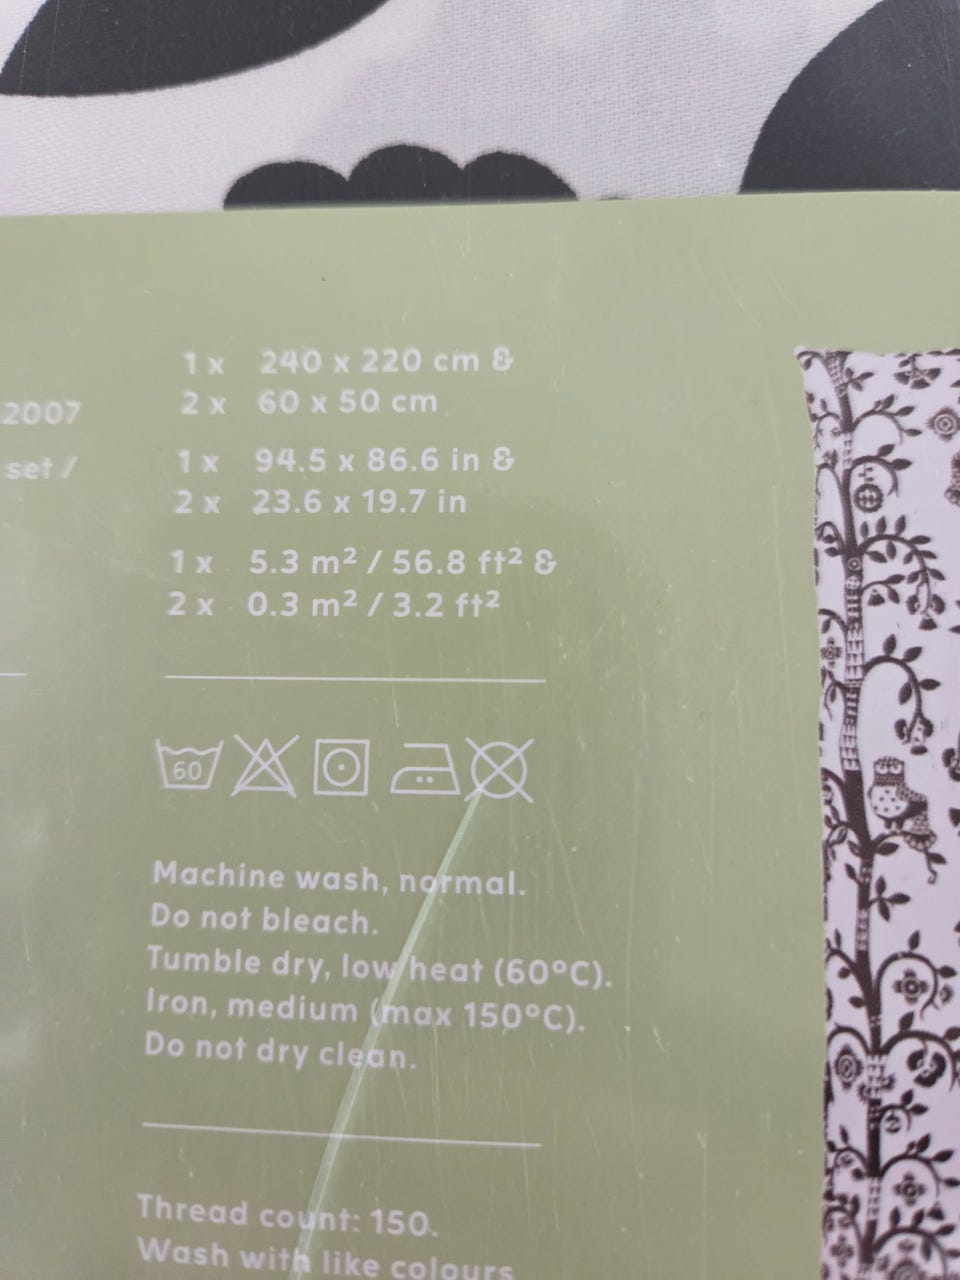 2007
set /
1 x 240 x 220 cm &
2 x 60 x 50 cm
1 x 94.5 x 86.6 in &
2 x 23.6 x 19.7 in
1 x 5.3 m² / 56.8 ft² &
2 x 0.3 m² / 3.2 ft²
60
Machine wash, normal.
Do not bleach.
Tumble dry, low heat (60°C).
Iron, medium (max 150°C).
Do not dry clean.
Thread count: 150.
Wash with like colours